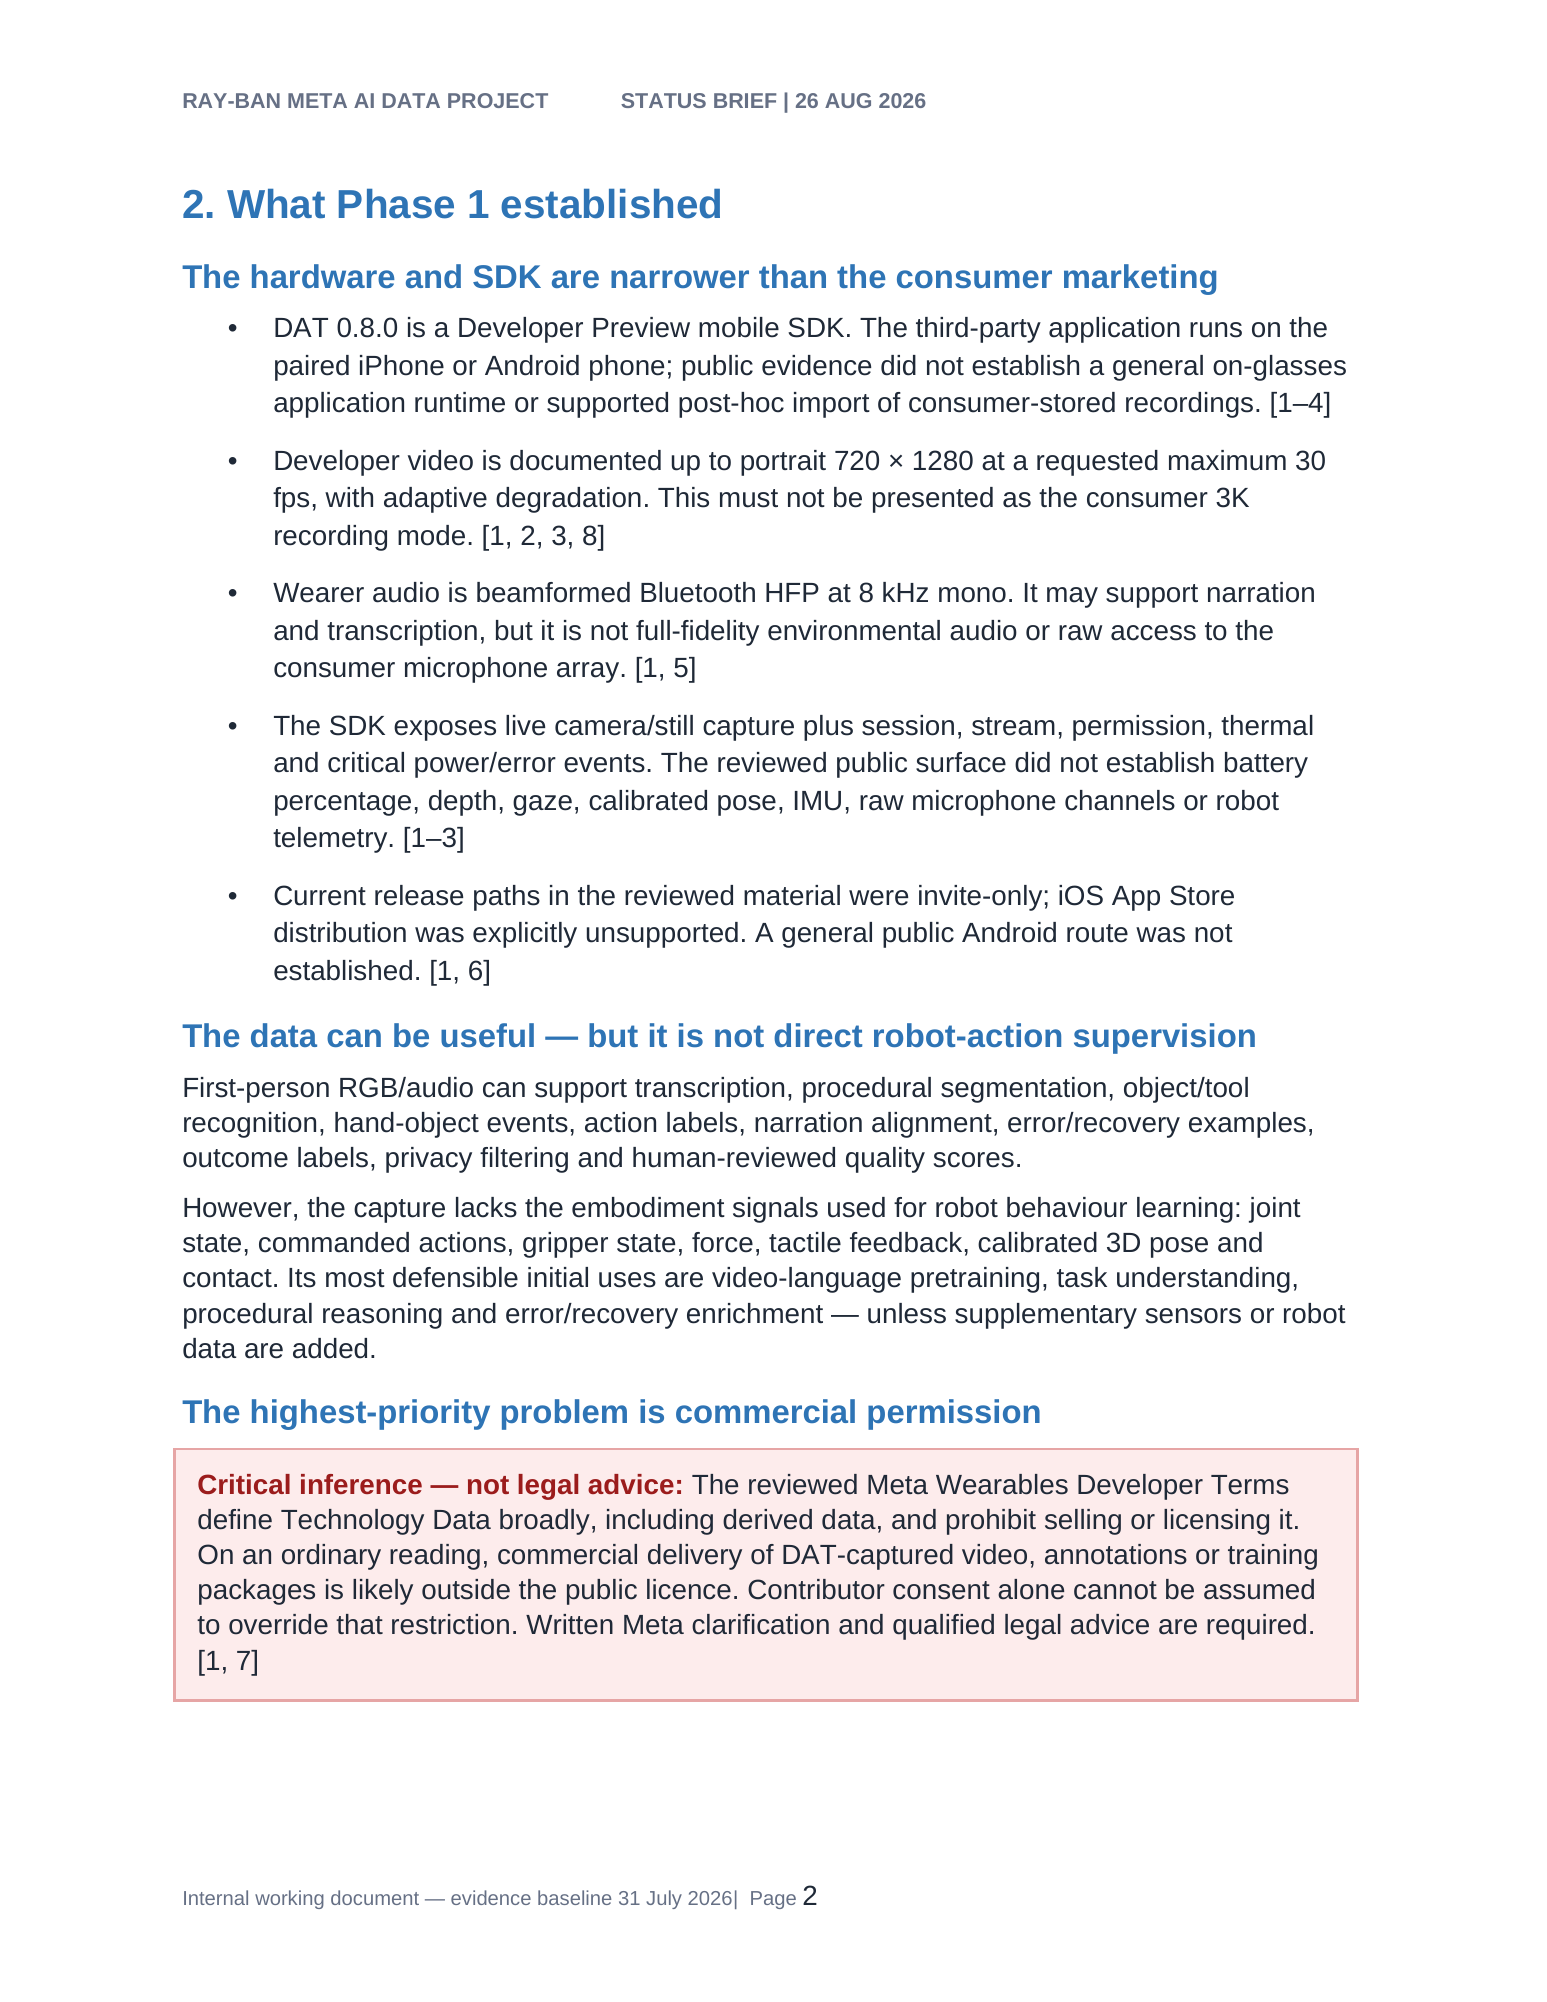 RAY-BAN META AI DATA PROJECT STATUS BRIEF | 26 AUG 2026
2. What Phase 1 established
The hardware and SDK are narrower than the consumer marketing
• DAT 0.8.0 is a Developer Preview mobile SDK. The third-party application runs on the
paired iPhone or Android phone; public evidence did not establish a general on-glasses
application runtime or supported post-hoc import of consumer-stored recordings. [1–4]
• Developer video is documented up to portrait 720 × 1280 at a requested maximum 30
fps, with adaptive degradation. This must not be presented as the consumer 3K
recording mode. [1, 2, 3, 8]
• Wearer audio is beamformed Bluetooth HFP at 8 kHz mono. It may support narration
and transcription, but it is not full-fidelity environmental audio or raw access to the
consumer microphone array. [1, 5]
• The SDK exposes live camera/still capture plus session, stream, permission, thermal
and critical power/error events. The reviewed public surface did not establish battery
percentage, depth, gaze, calibrated pose, IMU, raw microphone channels or robot
telemetry. [1–3]
• Current release paths in the reviewed material were invite-only; iOS App Store
distribution was explicitly unsupported. A general public Android route was not
established. [1, 6]
The data can be useful — but it is not direct robot-action supervision
First-person RGB/audio can support transcription, procedural segmentation, object/tool
recognition, hand-object events, action labels, narration alignment, error/recovery examples,
outcome labels, privacy filtering and human-reviewed quality scores.
However, the capture lacks the embodiment signals used for robot behaviour learning: joint
state, commanded actions, gripper state, force, tactile feedback, calibrated 3D pose and
contact. Its most defensible initial uses are video-language pretraining, task understanding,
procedural reasoning and error/recovery enrichment — unless supplementary sensors or robot
data are added.
The highest-priority problem is commercial permission
Critical inference — not legal advice: The reviewed Meta Wearables Developer Terms
define Technology Data broadly, including derived data, and prohibit selling or licensing it.
On an ordinary reading, commercial delivery of DAT-captured video, annotations or training
packages is likely outside the public licence. Contributor consent alone cannot be assumed
to override that restriction. Written Meta clarification and qualified legal advice are required.
[1, 7]
Internal working document — evidence baseline 31 July 2026| Page 2